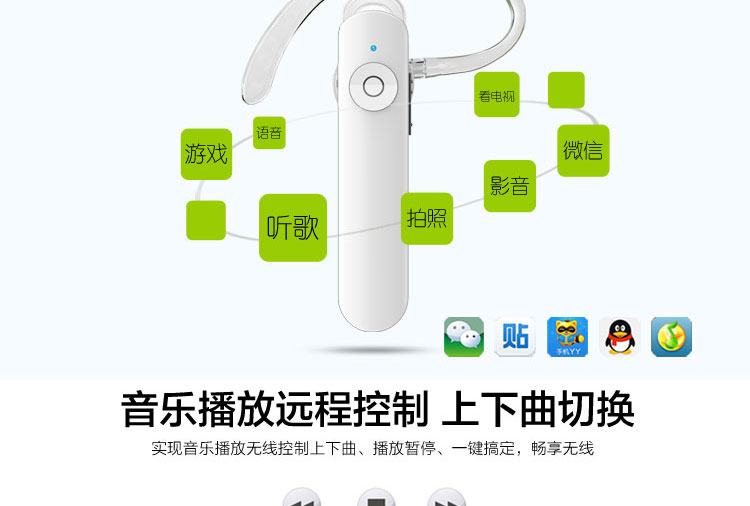 看电视
语音
微信
游戏
影音
拍照
听歌
贴
手机YY
音乐播放远程控制 上下曲切换
实现音乐播放无线控制上下曲、播放暂停、一键搞定，畅享无线